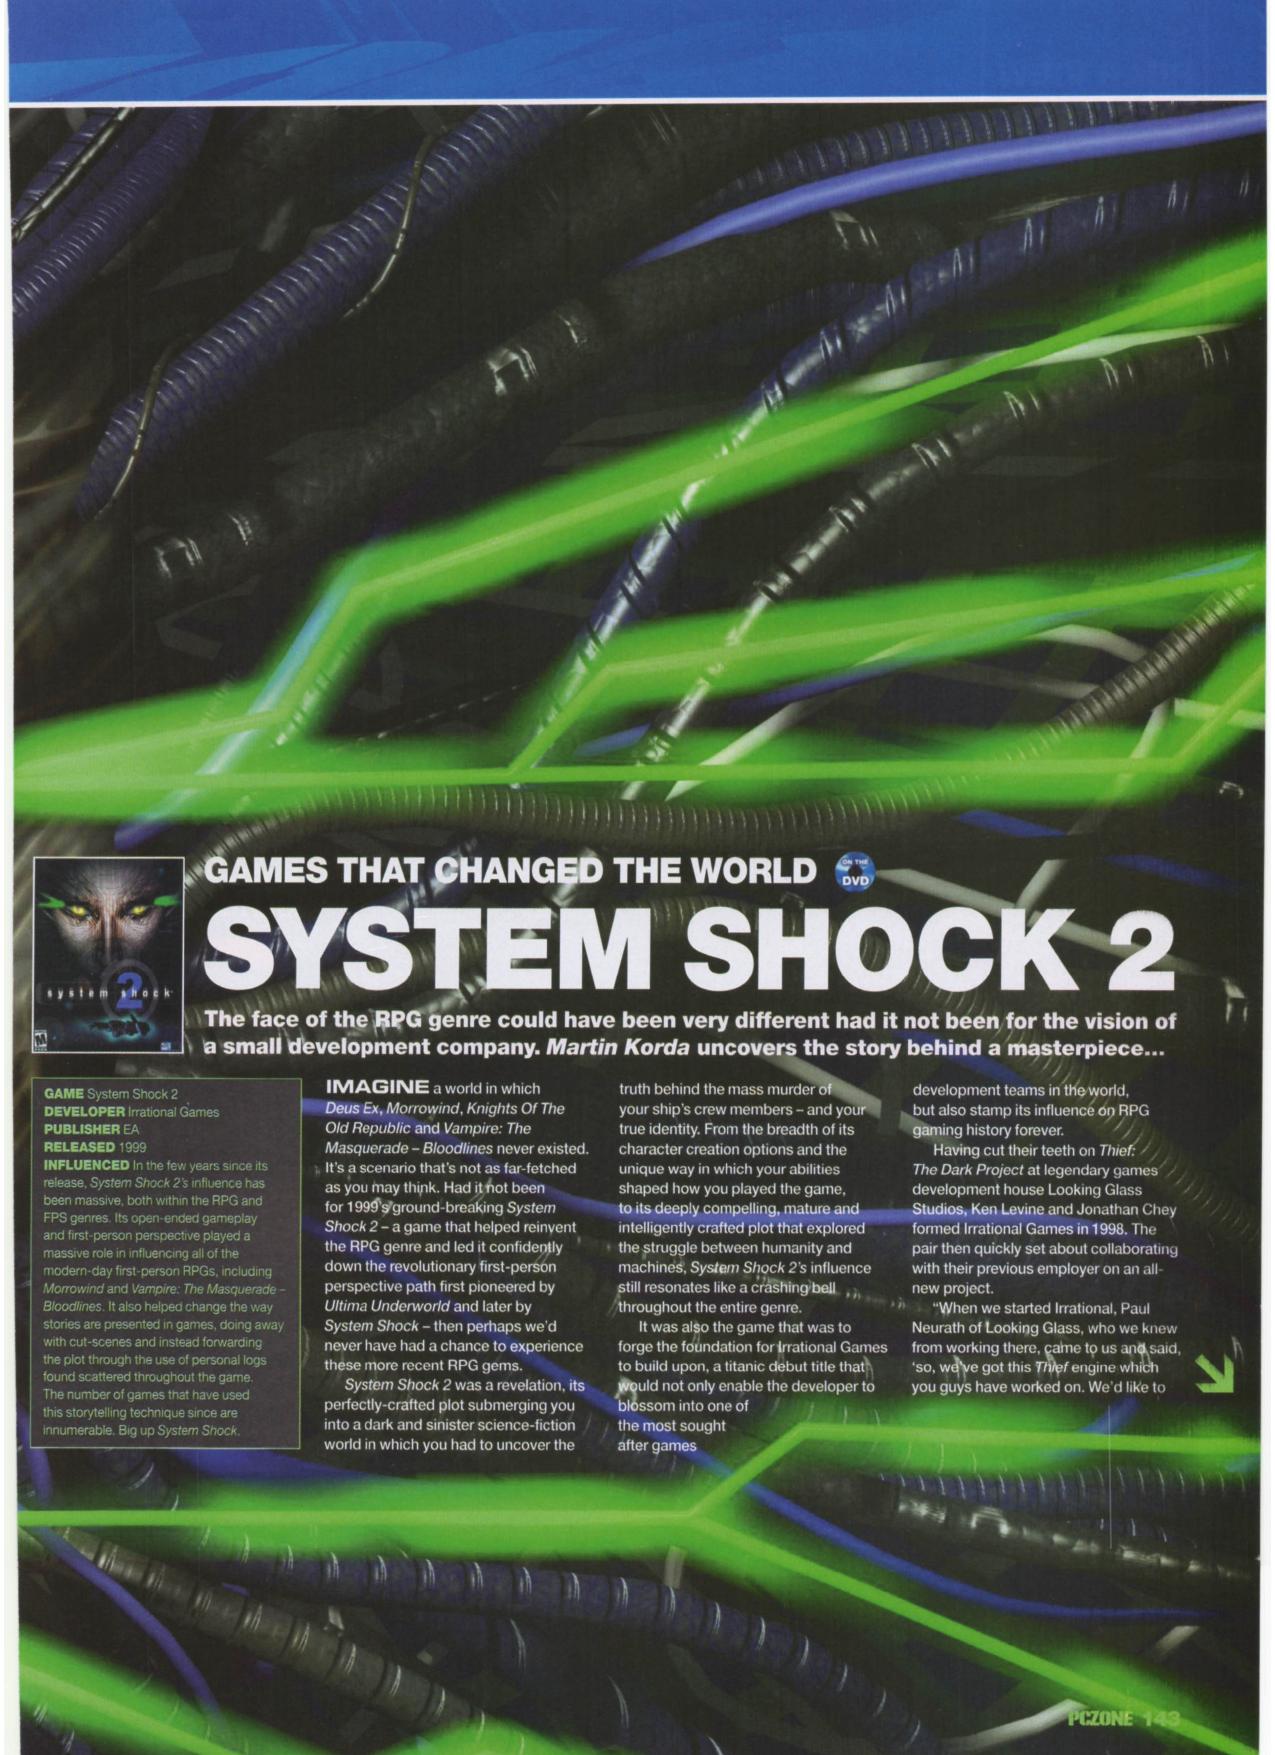 GAMES THAT CHANGED THE WORLD
ON THE
DVD
SYSTEM SHOCK 2
The face of the RPG genre could have been very different had it not been for the vision of
a small development company. Martin Korda uncovers the story behind a masterpiece...
2
system shock
M
GAME System Shock 2
DEVELOPER Irrational Games
PUBLISHER EA
RELEASED 1999
INFLUENCED In the few years since its
release, System Shock 2's influence has
been massive, both within the RPG and
FPS genres. Its open-ended gameplay
and first-person perspective played a
massive role in influencing all of the
modern-day first-person RPGs, including
Morrowind and Vampire: The Masquerade –
Bloodlines. It also helped change the way
stories are presented in games, doing away
with cut-scenes and instead forwarding
the plot through the use of personal logs
found scattered throughout the game.
The number of games that have used
this storytelling technique since are
innumerable. Big up System Shock.
IMAGINE a world in which
Deus Ex, Morrowind, Knights Of The
Old Republic and Vampire: The
Masquerade – Bloodlines never existed.
It's a scenario that's not as far-fetched
as you may think. Had it not been
for 1999's ground-breaking System
Shock 2 – a game that helped reinvent
the RPG genre and led it confidently
down the revolutionary first-person
perspective path first pioneered by
Ultima Underworld and later by
System Shock – then perhaps we'd
never have had a chance to experience
these more recent RPG gems.
System Shock 2 was a revelation, its
perfectly-crafted plot submerging you
into a dark and sinister science-fiction
world in which you had to uncover the
truth behind the mass murder of
your ship's crew members – and your
true identity. From the breadth of its
character creation options and the
unique way in which your abilities
shaped how you played the game,
to its deeply compelling, mature and
intelligently crafted plot that explored
the struggle between humanity and
machines, System Shock 2's influence
still resonates like a crashing bell
throughout the entire genre.
It was also the game that was to
forge the foundation for Irrational Games
to build upon, a titanic debut title that
would not only enable the developer to
blossom into one of
the most sought
after games
development teams in the world,
but also stamp its influence on RPG
gaming history forever.
Having cut their teeth on Thief:
The Dark Project at legendary games
development house Looking Glass
Studios, Ken Levine and Jonathan Chey
formed Irrational Games in 1998. The
pair then quickly set about collaborating
with their previous employer on an all-
new project.
"When we started Irrational, Paul
Neurath of Looking Glass, who we knew
from working there, came to us and said,
'so, we've got this Thief engine which
you guys have worked on. We'd like to
PCZONE 143